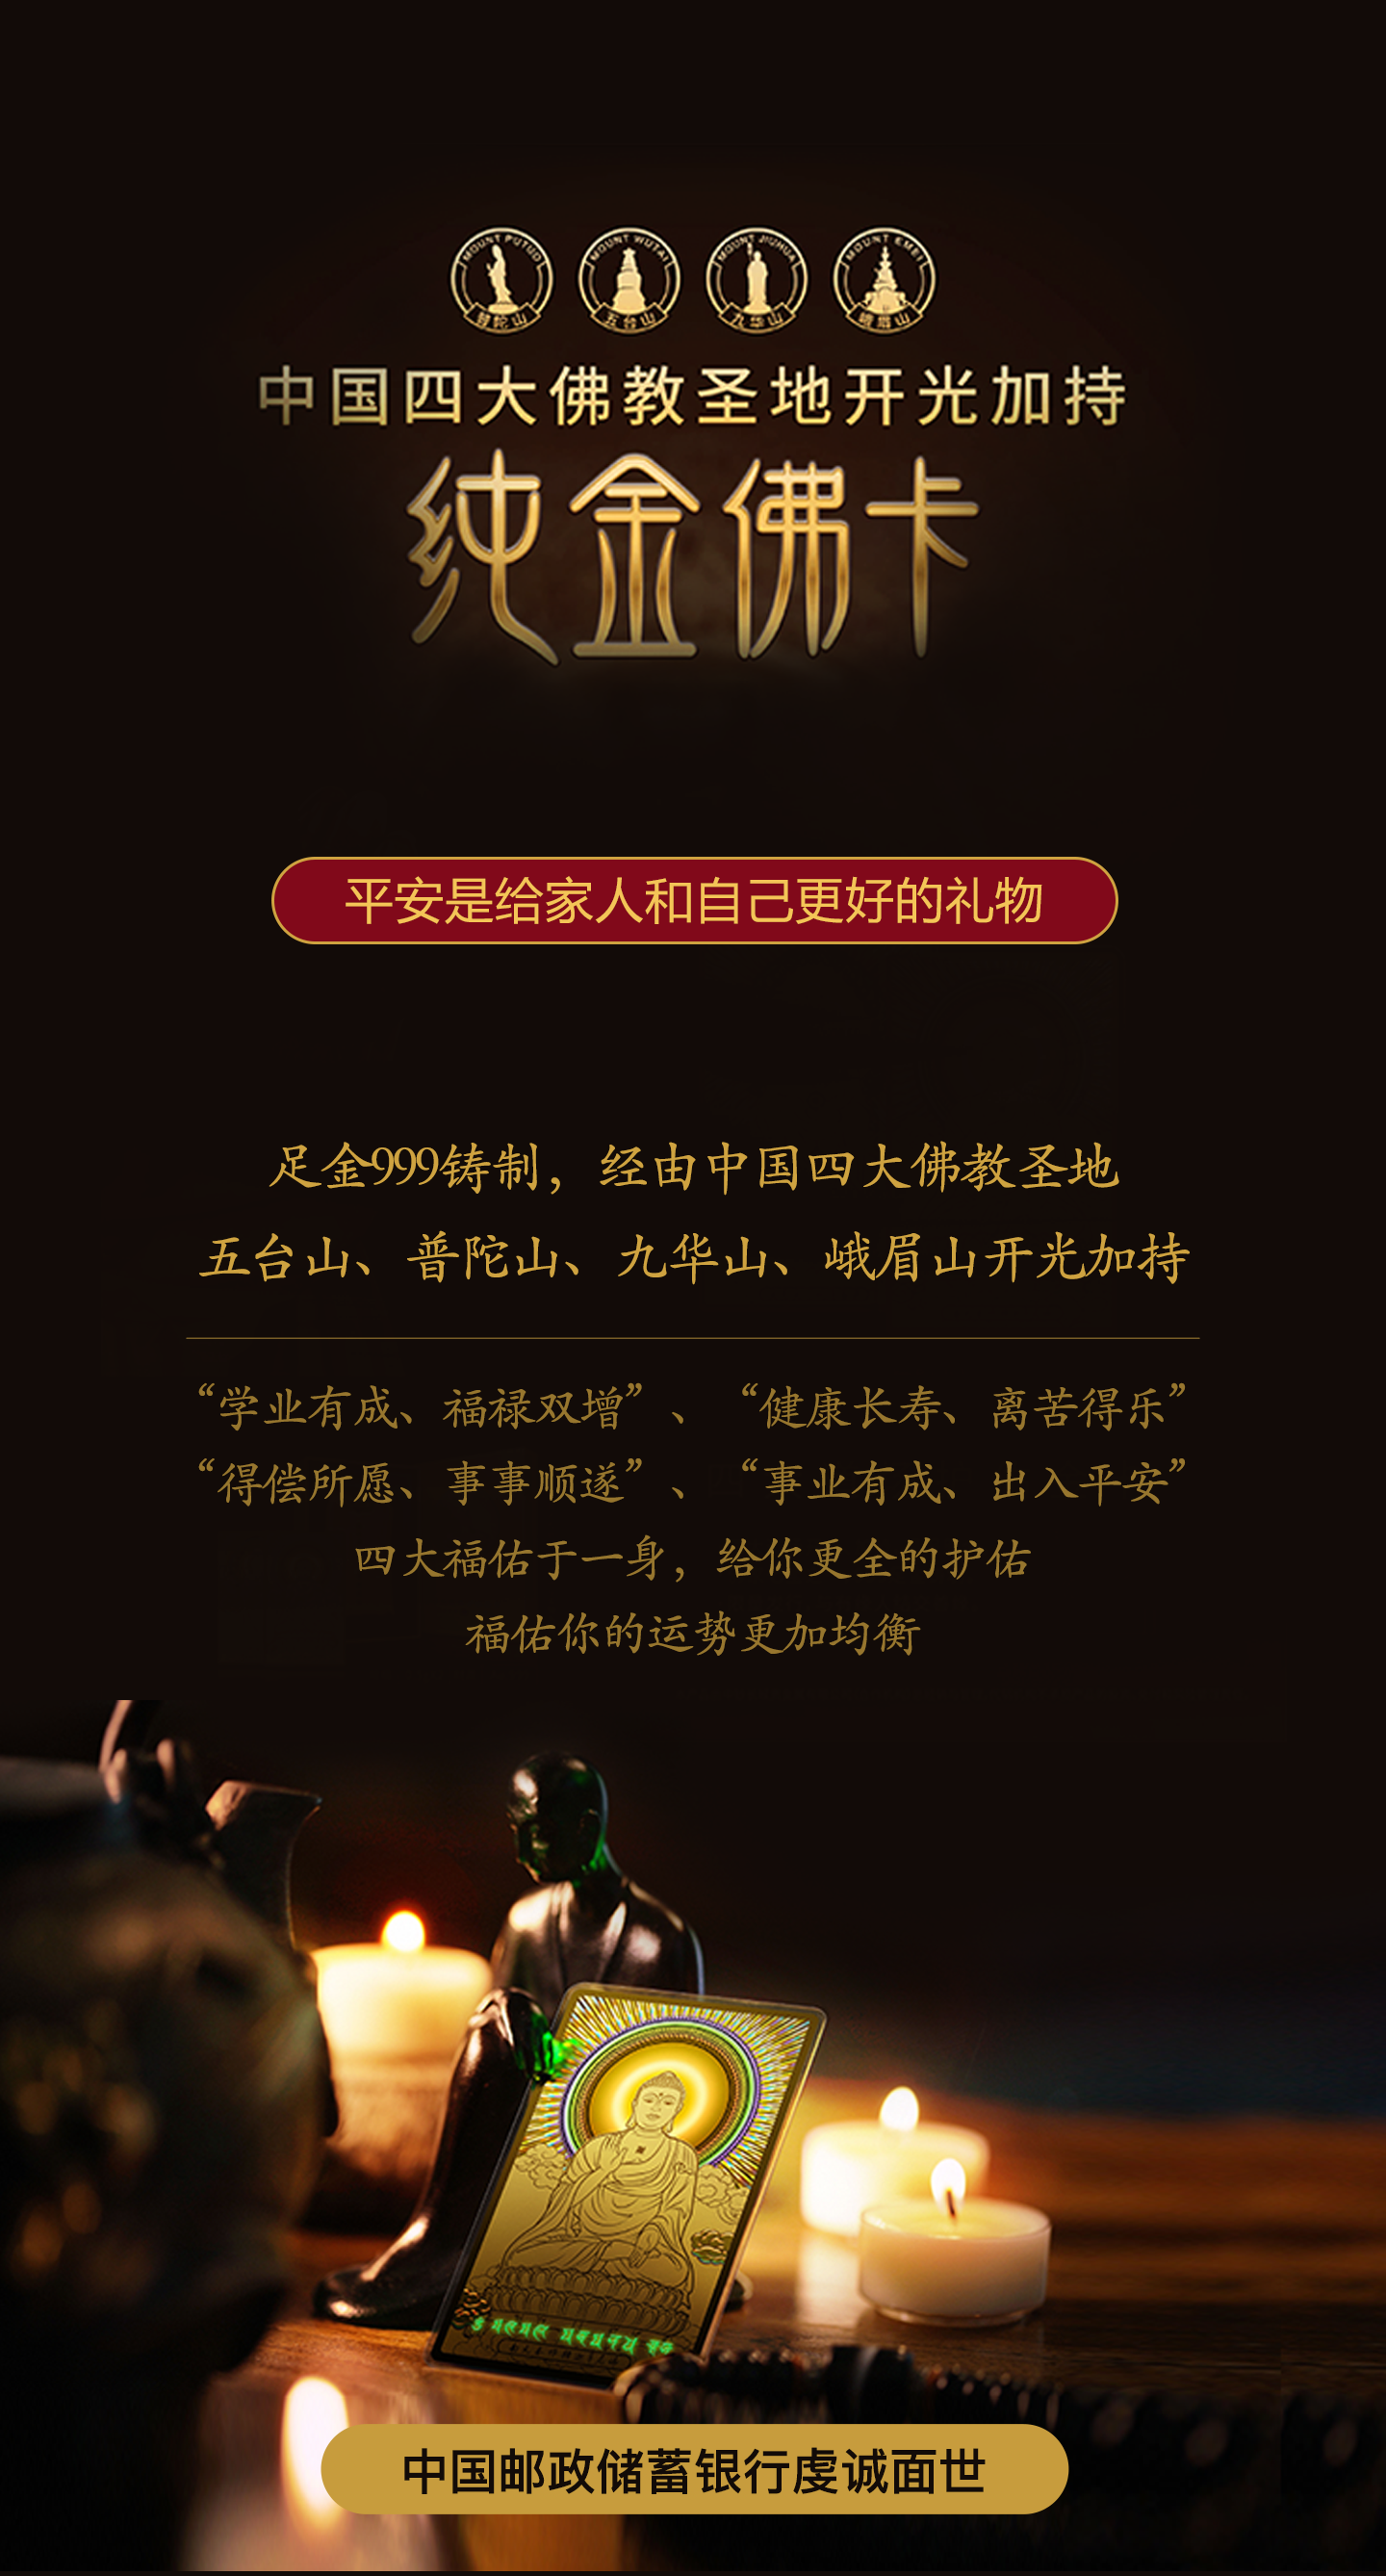 MOUNT PUTUO
普陀山
MOUNT WUTAI
五台山
MOUNT JIUHUA
九华山
MOUNT EMEI
峨眉山
中国四大佛教圣地开光加持
纯金佛卡
平安是给家人和自己更好的礼物
足金999铸制，经由中国四大佛教圣地
五台山、普陀山、九华山、峨眉山开光加持
“学业有成、福禄双增”、“健康长寿、离苦得乐”
“得偿所愿、事事顺遂”、“事业有成、出入平安”
四大福佑于一身，给你更全的护佑
福佑你的运势更加均衡
中国邮政储蓄银行虔诚面世